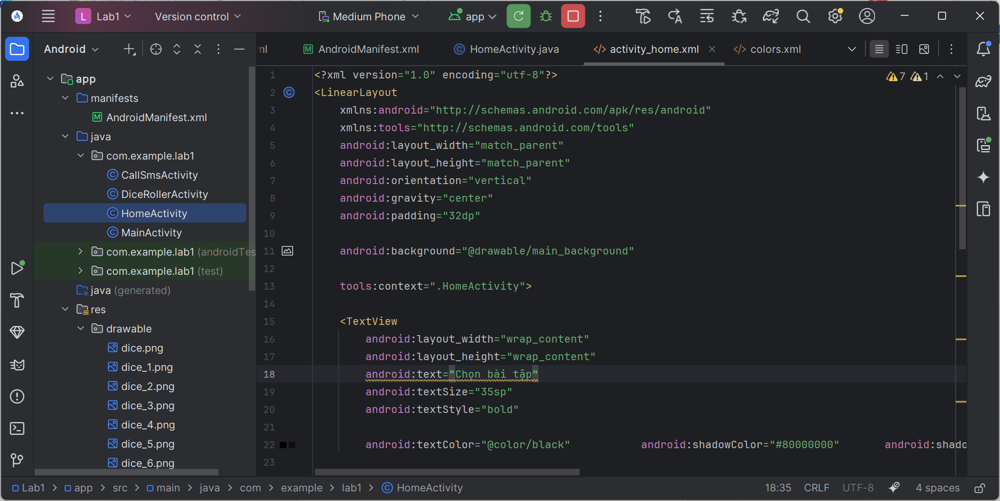 L Lab1 Version control Medium Phone app
Android
ml AndroidManifest.xml HomeActivity.java activity_home.xml colors.xml
app
manifests
AndroidManifest.xml
java
com.example.lab1
CallSmsActivity
DiceRollerActivity
HomeActivity
MainActivity
com.example.lab1 (androidTes
com.example.lab1 (test)
java (generated)
res
drawable
dice.png
dice_1.png
dice_2.png
dice_3.png
dice_4.png
dice_5.png
dice_6.png
7 1
1 <?xml version="1.0" encoding="utf-8"?>
2 <LinearLayout
3 xmlns:android="http://schemas.android.com/apk/res/android"
4 xmlns:tools="http://schemas.android.com/tools"
5 android:layout_width="match_parent"
6 android:layout_height="match_parent"
7 android:orientation="vertical"
8 android:gravity="center"
9 android:padding="32dp"
10
11 android:background="@drawable/main_background"
12
13 tools:context=".HomeActivity">
14
15 <TextView
16 android:layout_width="wrap_content"
17 android:layout_height="wrap_content"
18 android:text="Chọn bài tập"
19 android:textSize="35sp"
20 android:textStyle="bold"
21
22 android:textColor="@color/black" android:shadowColor="#80000000" android:shado
23
Lab1 > app > src > main > java > com > example > lab1 > HomeActivity 18:35 CRLF UTF-8 4 spaces